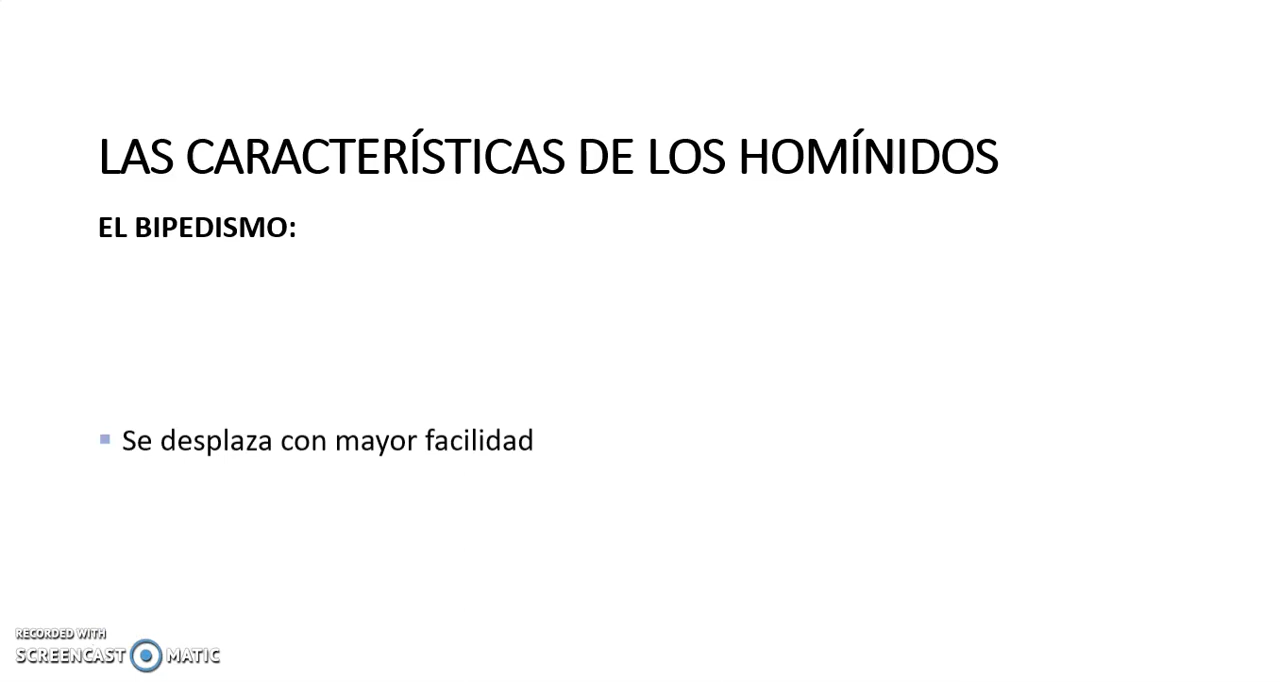 LAS CARACTERÍSTICAS DE LOS HOMÍNIDOS
EL BIPEDISMO:
Se desplaza con mayor facilidad
RECORDED WITH
SCREENCAST MATIC